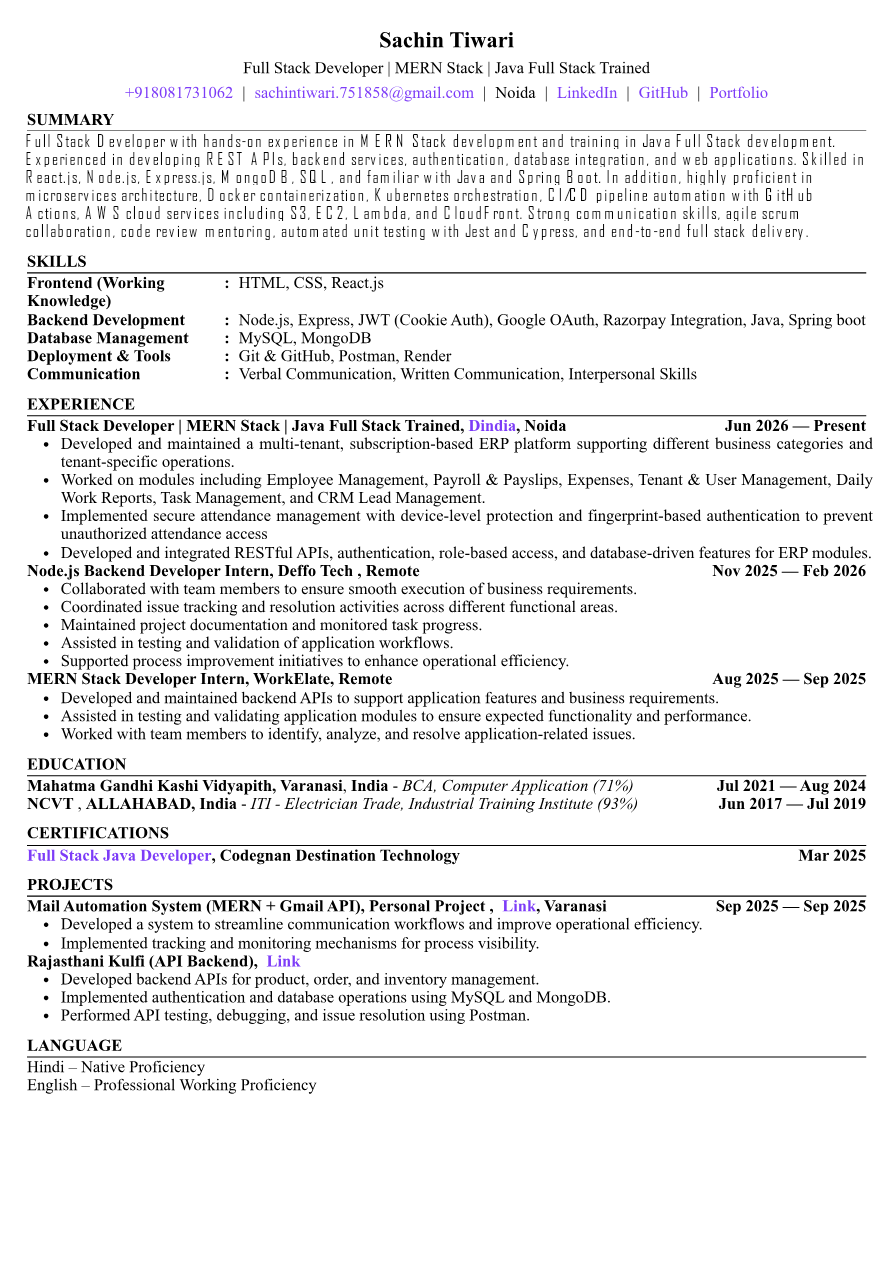 Sachin Tiwari
Full Stack Developer | MERN Stack | Java Full Stack Trained
+918081731062 | sachintiwari.751858@gmail.com | Noida | LinkedIn | GitHub | Portfolio
SUMMARY
Full Stack Developer with hands-on experience in MERN Stack development and training in Java Full Stack development.
Experienced in developing REST APIs, backend services, authentication, database integration, and web applications. Skilled in
React.js, Node.js, Express.js, MongoDB, SQL, and familiar with Java and Spring Boot. In addition, highly proficient in
microservices architecture, Docker containerization, Kubernetes orchestration, CI/CD pipeline automation with GitHub
Actions, AWS cloud services including S3, EC2, Lambda, and CloudFront. Strong communication skills, agile scrum
collaboration, code review mentoring, automated unit testing with Jest and Cypress, and end-to-end full stack delivery.
SKILLS
Frontend (Working : HTML, CSS, React.js
Knowledge)
Backend Development : Node.js, Express, JWT (Cookie Auth), Google OAuth, Razorpay Integration, Java, Spring boot
Database Management : MySQL, MongoDB
Deployment & Tools : Git & GitHub, Postman, Render
Communication : Verbal Communication, Written Communication, Interpersonal Skills
EXPERIENCE
Full Stack Developer | MERN Stack | Java Full Stack Trained, Dindia, Noida Jun 2026 — Present
• Developed and maintained a multi-tenant, subscription-based ERP platform supporting different business categories and
tenant-specific operations.
• Worked on modules including Employee Management, Payroll & Payslips, Expenses, Tenant & User Management, Daily
Work Reports, Task Management, and CRM Lead Management.
• Implemented secure attendance management with device-level protection and fingerprint-based authentication to prevent
unauthorized attendance access
• Developed and integrated RESTful APIs, authentication, role-based access, and database-driven features for ERP modules.
Node.js Backend Developer Intern, Deffo Tech , Remote Nov 2025 — Feb 2026
• Collaborated with team members to ensure smooth execution of business requirements.
• Coordinated issue tracking and resolution activities across different functional areas.
• Maintained project documentation and monitored task progress.
• Assisted in testing and validation of application workflows.
• Supported process improvement initiatives to enhance operational efficiency.
MERN Stack Developer Intern, WorkElate, Remote Aug 2025 — Sep 2025
• Developed and maintained backend APIs to support application features and business requirements.
• Assisted in testing and validating application modules to ensure expected functionality and performance.
• Worked with team members to identify, analyze, and resolve application-related issues.
EDUCATION
Mahatma Gandhi Kashi Vidyapith, Varanasi, India - BCA, Computer Application (71%) Jul 2021 — Aug 2024
NCVT , ALLAHABAD, India - ITI - Electrician Trade, Industrial Training Institute (93%) Jun 2017 — Jul 2019
CERTIFICATIONS
Full Stack Java Developer, Codegnan Destination Technology Mar 2025
PROJECTS
Mail Automation System (MERN + Gmail API), Personal Project , Link, Varanasi Sep 2025 — Sep 2025
• Developed a system to streamline communication workflows and improve operational efficiency.
• Implemented tracking and monitoring mechanisms for process visibility.
Rajasthani Kulfi (API Backend), Link
• Developed backend APIs for product, order, and inventory management.
• Implemented authentication and database operations using MySQL and MongoDB.
• Performed API testing, debugging, and issue resolution using Postman.
LANGUAGE
Hindi – Native Proficiency
English – Professional Working Proficiency